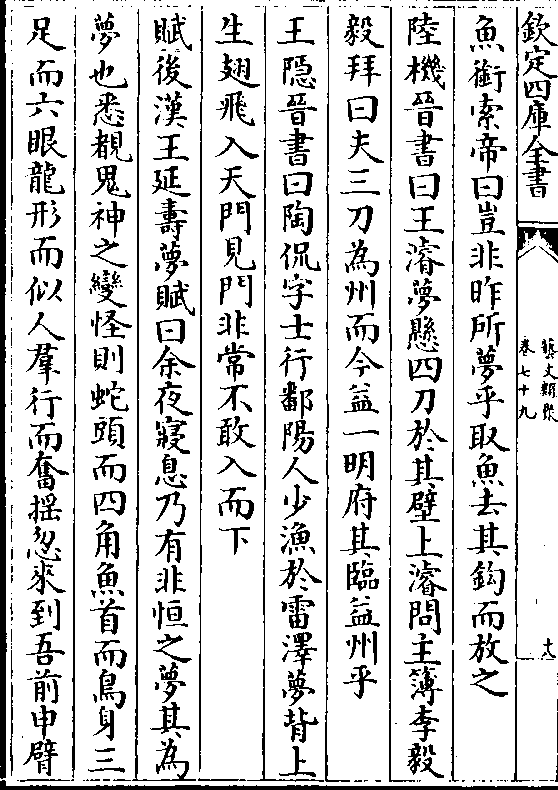 欽定四庫全書
藝文類聚
卷七十九
十八
魚銜索帝曰豈非昨所夢乎取魚去其鈎而放之
陸機晉書曰王濬夢懸四刀於其壁上濬問主簿李毅
毅拜曰夫三刀為州而今益一明府其臨益州乎
王隱晉書曰陶侃字士行鄱陽人少漁於雷澤夢背上
生翅飛入天門見門非常不敢入而下
賦後漢王延壽夢賦曰余夜寢息乃有非恒之夢其為
夢也悉覩鬼神之變怪則蛇頭而四角魚首而鳥身三
足而六眼龍形而似人羣行而奮揺忽來到吾前申臂